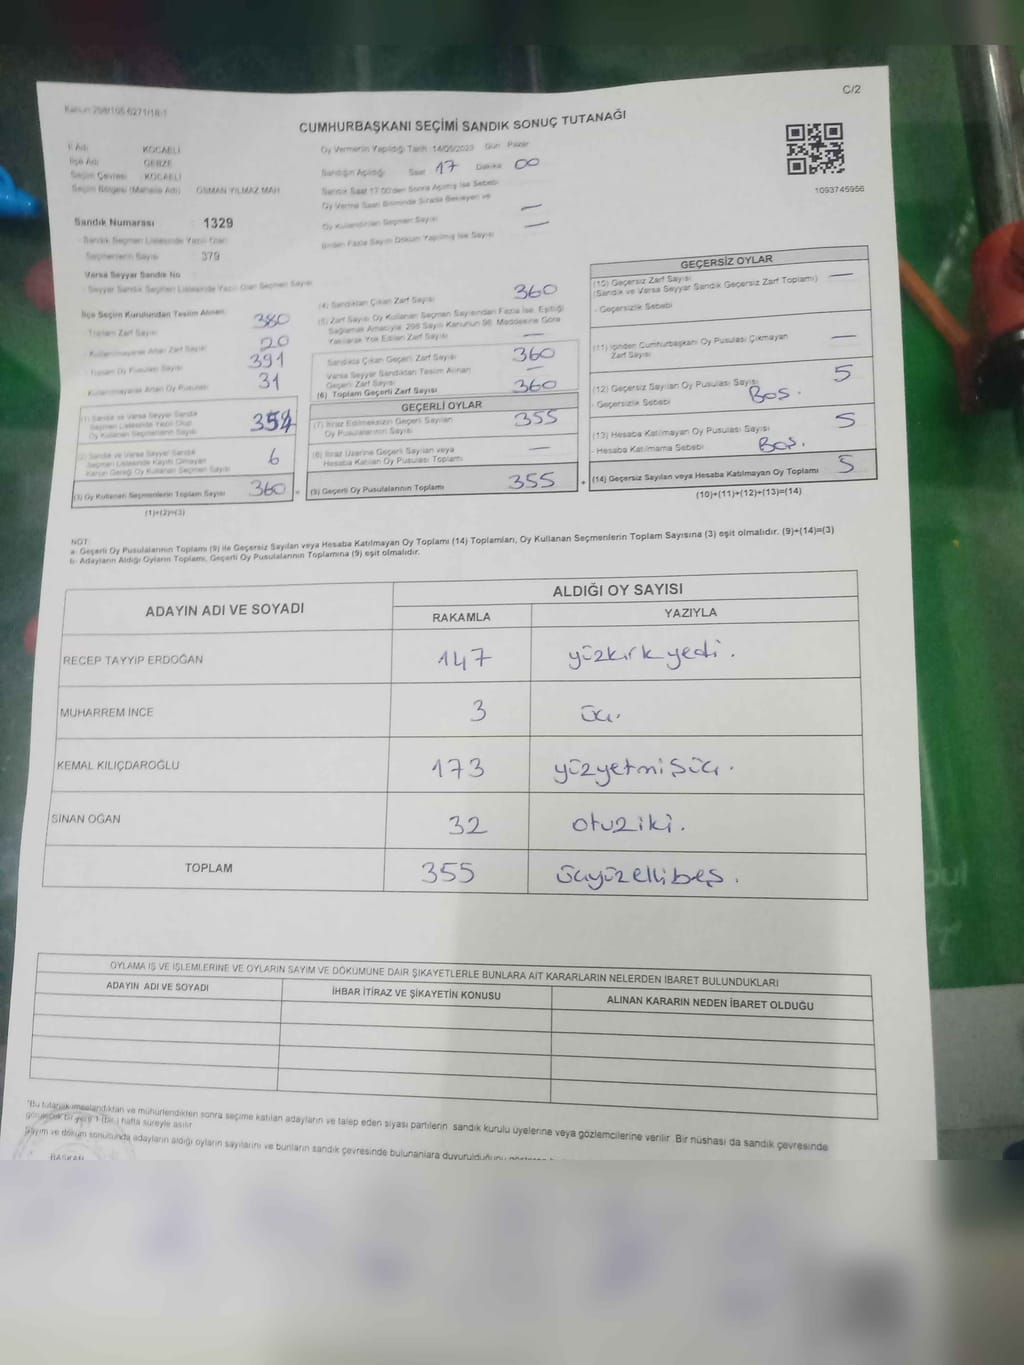 Kanun 298/105 6271/18-1
C/2
CUMHURBAŞKANI SEÇİMİ SANDIK SONUÇ TUTANAĞI
1093745956
İl Adı KOCAELİ
İlçe Adı GEBZE
Seçim Çevresi KOCAELİ
Seçim Bölgesi (Mahalle Adı) OSMAN YILMAZ MAH
Sandık Numarası 1329
- Sandık Seçmen Listesinde Yazılı Olan
Seçmenlerin Sayısı 379
Varsa Seyyar Sandık No
- Seyyar Sandık Seçmen Listesinde Yazılı Olan Seçmen Sayısı
İlçe Seçim Kurulundan Teslim Alınan:
- Toplam Zarf Sayısı 380
- Kullanılmayarak Artan Zarf Sayısı 20
- Toplam Oy Pusulası Sayısı 391
- Kullanılmayarak Artan Oy Pusulası 31
(1) Sandık ve Varsa Seyyar Sandık
Seçmen Listesinde Yazılı Olup
Oy Kullanan Seçmenlerin Sayısı 354
(2) Sandık ve Varsa Seyyar Sandık
Seçmen Listesinde Kayıtlı Olmayan
Kanun Gereği Oy Kullanan Seçmen Sayısı 6
(3) Oy Kullanan Seçmenlerin Toplam Sayısı 360 =
(1)+(2)=(3)
Oy Vermenin Yapıldığı Tarih :14/05/2023 Gün Pazar
Sandığın Açıldığı Saat 17 Dakika 00
Sandık Saat 17:00'den Sonra Açılmış İse Sebebi
Oy Verme Saati Bitiminde Sırada Bekleyen ve
Oy Kullandırılan Seçmen Sayısı —
Birden Fazla Sayım Döküm Yapılmış İse Sayısı —
(4) Sandıktan Çıkan Zarf Sayısı 360
(5) Zarf Sayısı Oy Kullanan Seçmen Sayısından Fazla İse, Eşitliği
Sağlamak Amacıyla, 298 Sayılı Kanunun 98. Maddesine Göre
Yakılarak Yok Edilen Zarf Sayısı —
Sandıkta Çıkan Geçerli Zarf Sayısı 360
Varsa Seyyar Sandıktan Teslim Alınan
Geçerli Zarf Sayısı —
(6) Toplam Geçerli Zarf Sayısı 360
GEÇERLİ OYLAR
(7) İtiraz Edilmeksizin Geçerli Sayılan
Oy Pusulalarının Sayısı 355
(8) İtiraz Üzerine Geçerli Sayılan veya
Hesaba Katılan Oy Pusulası Toplamı —
(9) Geçerli Oy Pusulalarının Toplamı 355 +
GEÇERSİZ OYLAR
(10) Geçersiz Zarf Sayısı
(Sandık ve Varsa Seyyar Sandık Geçersiz Zarf Toplamı) —
- Geçersizlik Sebebi
(11) İçinden Cumhurbaşkanı Oy Pusulası Çıkmayan
Zarf Sayısı —
(12) Geçersiz Sayılan Oy Pusulası Sayısı 5
- Geçersizlik Sebebi BOŞ.
(13) Hesaba Katılmayan Oy Pusulası Sayısı 5
- Hesaba Katılmama Sebebi BOŞ.
(14) Geçersiz Sayılan veya Hesaba Katılmayan Oy Toplamı 5
(10)+(11)+(12)+(13)=(14)
NOT:
a- Geçerli Oy Pusulalarının Toplamı (9) ile Geçersiz Sayılan veya Hesaba Katılmayan Oy Toplamı (14) Toplamları, Oy Kullanan Seçmenlerin Toplam Sayısına (3) eşit olmalıdır. (9)+(14)=(3)
b- Adayların Aldığı Oyların Toplamı, Geçerli Oy Pusulalarının Toplamına (9) eşit olmalıdır.
ADAYIN ADI VE SOYADI ALDIĞI OY SAYISI
RAKAMLA YAZIYLA
RECEP TAYYİP ERDOĞAN 147 yüzkırkyedi.
MUHARREM İNCE 3 üç.
KEMAL KILIÇDAROĞLU 173 yüzyetmişüç.
SİNAN OĞAN 32 otuziki.
TOPLAM 355 üçyüzellibeş.
OYLAMA İŞ VE İŞLEMLERİNE VE OYLARIN SAYIM VE DÖKÜMÜNE DAİR ŞİKAYETLERLE BUNLARA AİT KARARLARIN NELERDEN İBARET BULUNDUKLARI
ADAYIN ADI VE SOYADI İHBAR İTİRAZ VE ŞİKAYETİN KONUSU ALINAN KARARIN NEDEN İBARET OLDUĞU
*Bu tutanak imzalandıktan ve mühürlendikten sonra seçime katılan adayların ve talep eden siyasi partilerin sandık kurulu üyelerine veya gözlemcilerine verilir. Bir nüshası da sandık çevresinde
görülecek bir yere 1 (bir) hafta süreyle asılır.
Sayım ve döküm sonucunda adayların aldığı oyların sayılarını ve bunların sandık çevresinde bulunanlara duyurulduğunu
BAŞKAN